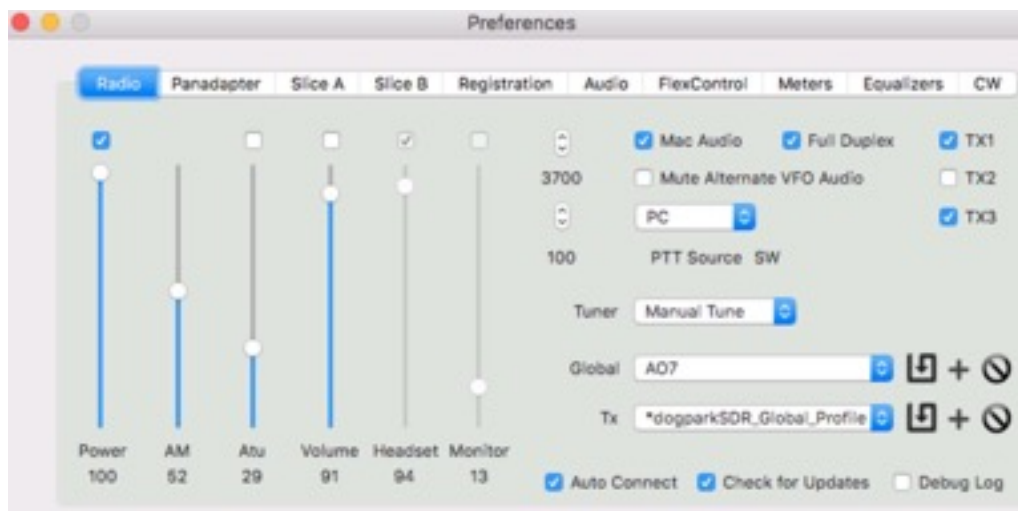 Preferences
Radio Panadapter Slice A Slice B Registration Audio FlexControl Meters Equalizers CW
Mac Audio Full Duplex TX1
3700 Mute Alternate VFO Audio TX2
PC TX3
100 PTT Source SW
Tuner Manual Tune
Global AO7
Tx *dogparkSDR_Global_Profile
Power AM Atu Volume Headset Monitor
100 52 29 91 94 13
Auto Connect Check for Updates Debug Log